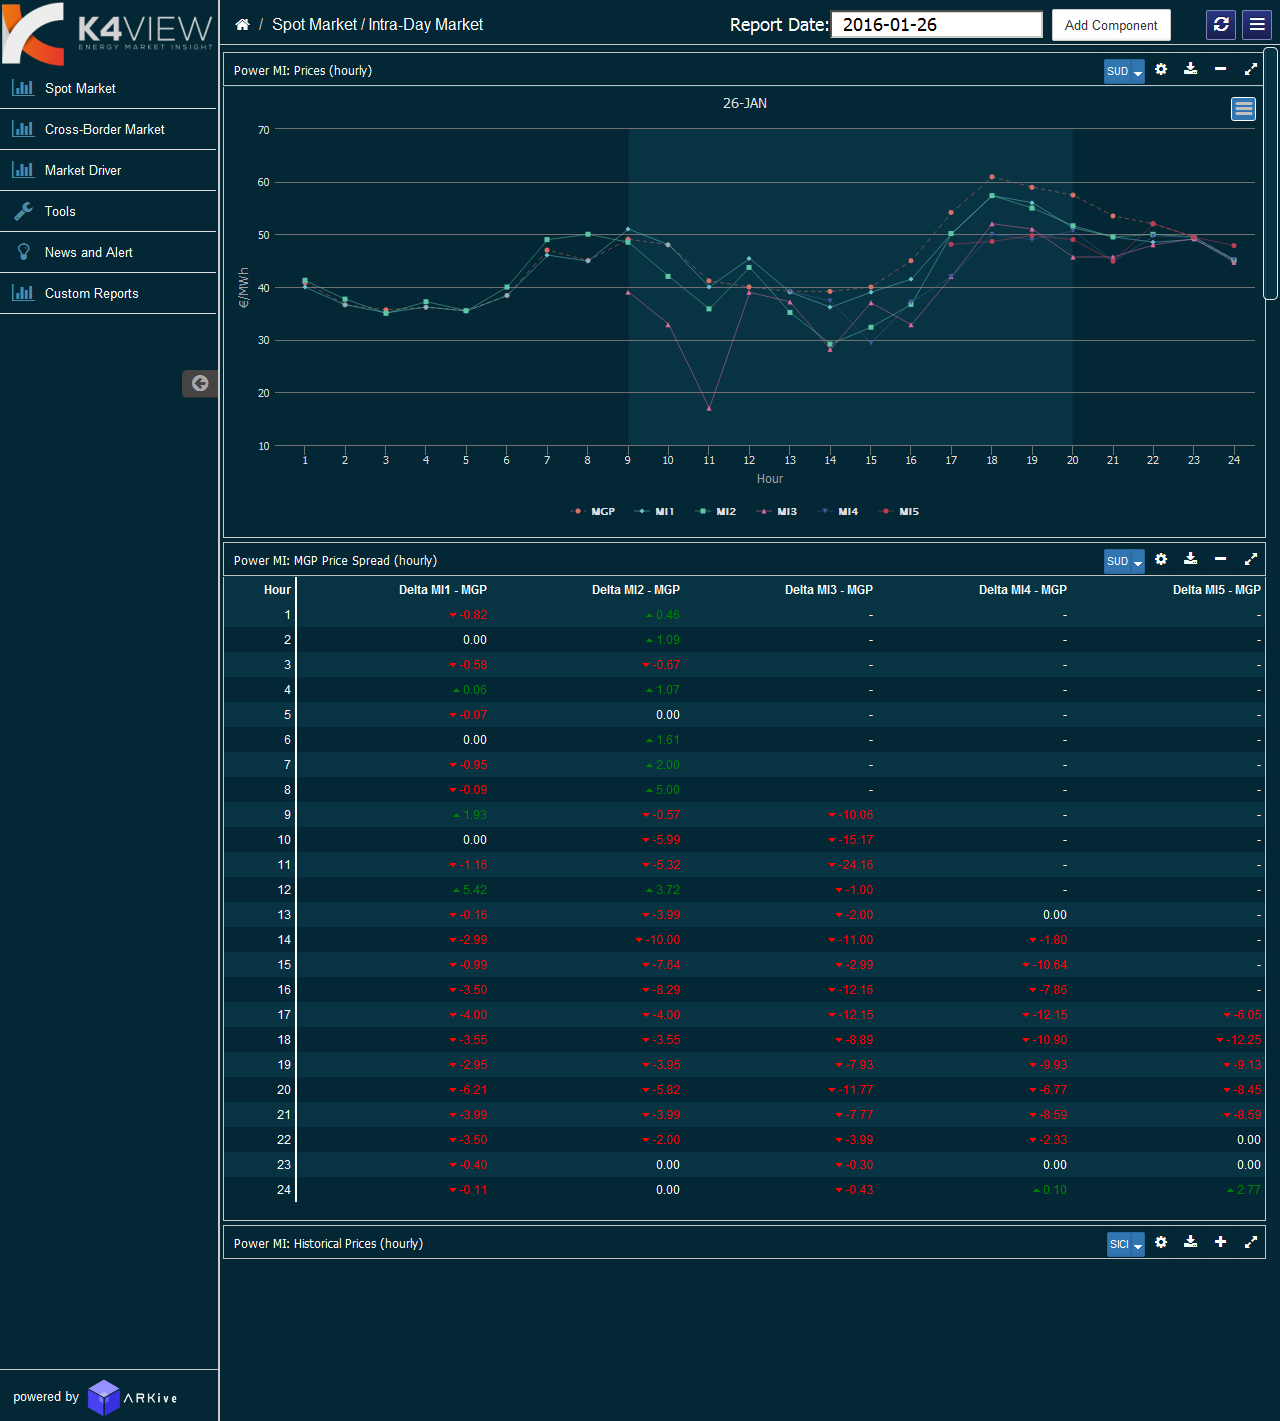 K4VIEW
ENERGY MARKET INSIGHT
/ Spot Market / Intra-Day Market
Report Date: 2016-01-26
Add Component
Spot Market
Cross-Border Market
Market Driver
Tools
News and Alert
Custom Reports
Power MI: Prices (hourly)
SUD
26-JAN
70
60
50
40
30
20
10
€/MWh
1 2 3 4 5 6 7 8 9 10 11 12 13 14 15 16 17 18 19 20 21 22 23 24
Hour
MGP MI1 MI2 MI3 MI4 MI5
Power MI: MGP Price Spread (hourly)
SUD
Hour Delta MI1 - MGP Delta MI2 - MGP Delta MI3 - MGP Delta MI4 - MGP Delta MI5 - MGP
1 -0.82 0.46 - - -
2 0.00 1.09 - - -
3 -0.58 -0.67 - - -
4 0.06 1.07 - - -
5 -0.07 0.00 - - -
6 0.00 1.61 - - -
7 -0.95 2.00 - - -
8 -0.09 5.00 - - -
9 1.93 -0.57 -10.06 - -
10 0.00 -5.99 -15.17 - -
11 -1.16 -5.32 -24.16 - -
12 5.42 3.72 -1.00 - -
13 -0.16 -3.99 -2.00 0.00 -
14 -2.99 -10.00 -11.00 -1.80 -
15 -0.99 -7.64 -2.99 -10.64 -
16 -3.50 -8.29 -12.16 -7.86 -
17 -4.00 -4.00 -12.15 -12.15 -6.05
18 -3.55 -3.55 -8.89 -10.90 -12.25
19 -2.95 -3.95 -7.93 -9.93 -9.13
20 -6.21 -5.82 -11.77 -6.77 -8.45
21 -3.99 -3.99 -7.77 -8.59 -8.59
22 -3.50 -2.00 -3.99 -2.33 0.00
23 -0.40 0.00 -0.30 0.00 0.00
24 -0.11 0.00 -0.43 0.10 2.77
Power MI: Historical Prices (hourly)
SICI
powered by ARKive